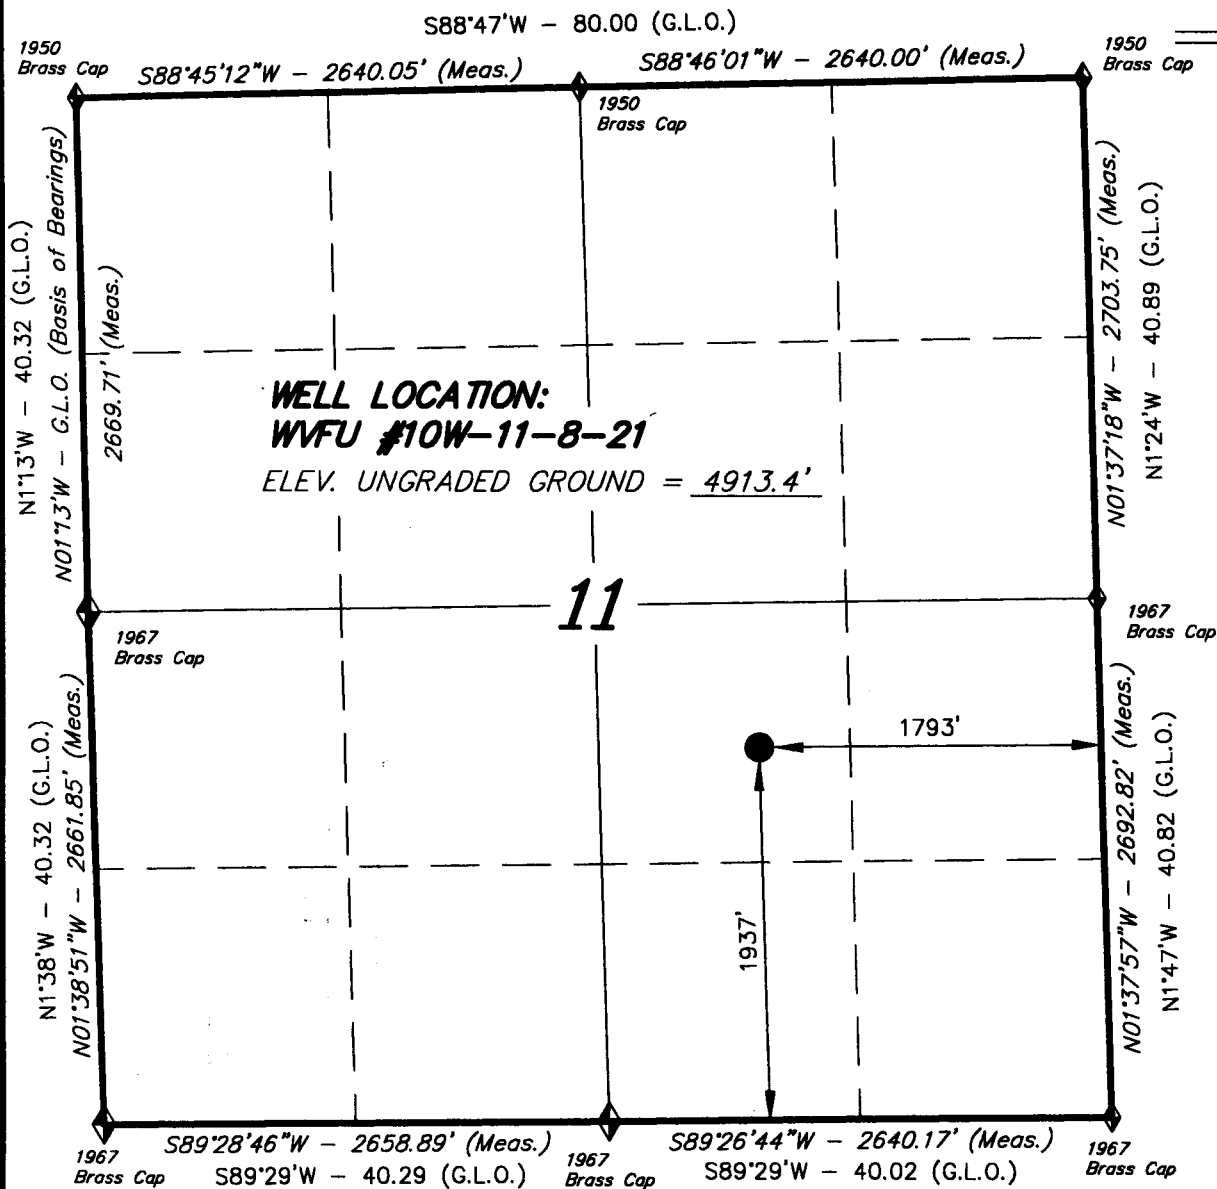 S88°47'W – 80.00 (G.L.O.)
1950
Brass Cap
S88°45'12"W – 2640.05' (Meas.)
S88°46'01"W – 2640.00' (Meas.)
1950
Brass Cap
1950
Brass Cap
N1°13'W – 40.32 (G.L.O.)
N01°13'W – G.L.O. (Basis of Bearings)
2669.71' (Meas.)
N01°37'18"W – 2703.75' (Meas.)
N1°24'W – 40.89 (G.L.O.)
WELL LOCATION:
WVFU #10W–11–8–21
ELEV. UNGRADED GROUND = 4913.4'
11
1967
Brass Cap
1967
Brass Cap
N1°38'W – 40.32 (G.L.O.)
N01°38'51"W – 2661.85' (Meas.)
1793'
1937'
N01°37'57"W – 2692.82' (Meas.)
N1°47'W – 40.82 (G.L.O.)
1967
Brass Cap
S89°28'46"W – 2658.89' (Meas.)
S89°29'W – 40.29 (G.L.O.)
1967
Brass Cap
S89°26'44"W – 2640.17' (Meas.)
S89°29'W – 40.02 (G.L.O.)
1967
Brass Cap